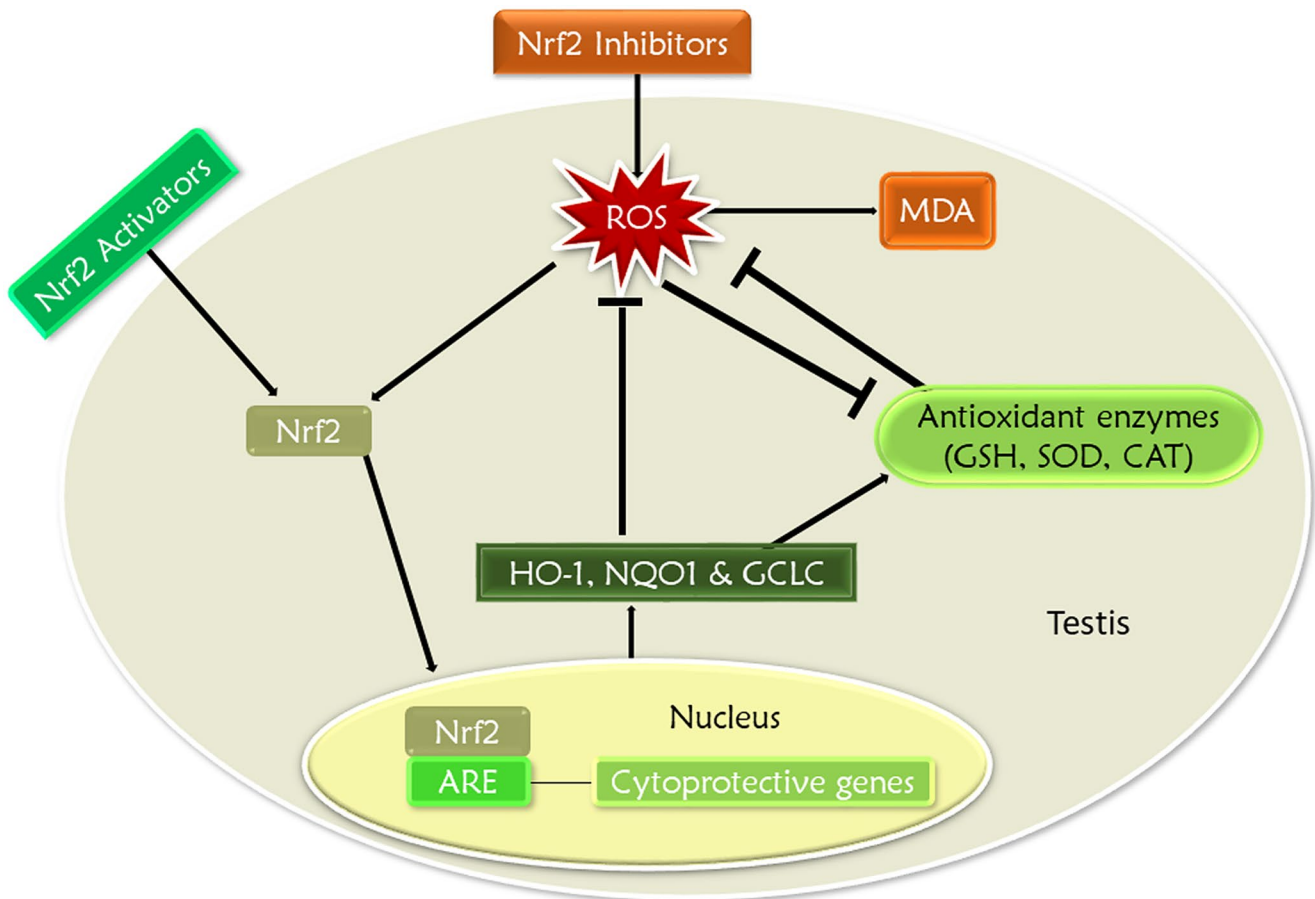 Nrf2 Inhibitors
Nrf2 Activators
ROS
MDA
Nrf2
Antioxidant enzymes
(GSH, SOD, CAT)
HO-1, NQO1 & GCLC
Testis
Nucleus
Nrf2
ARE
Cytoprotective genes